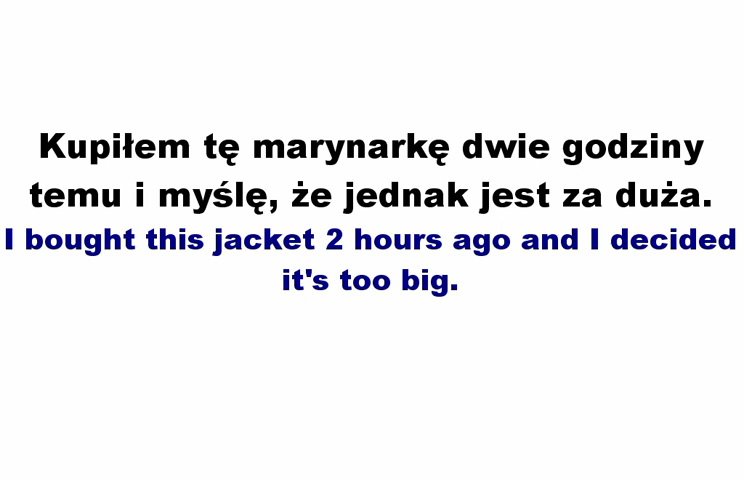 Kupiłem tę marynarkę dwie godziny
temu i myślę, że jednak jest za duża.
I bought this jacket 2 hours ago and I decided
it's too big.